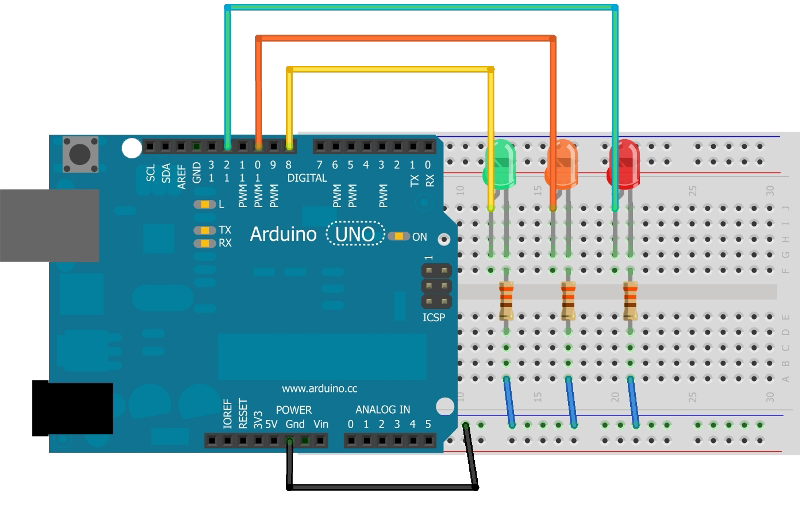 SCL
SDA
AREF
GND
13
12
PWM 11
PWM 10
PWM 9
8
DIGITAL
7
PWM 6
PWM 5
4
PWM 3
2
TX 1
RX 0
L
TX
RX
Arduino UNO
ON
1
ICSP
www.arduino.cc
POWER
ANALOG IN
IOREF
RESET
3V3
5V
Gnd
Vin
0 1 2 3 4 5
10 15 20 25 30
J
I
H
G
F
E
D
C
B
A
10 15 20 25 30